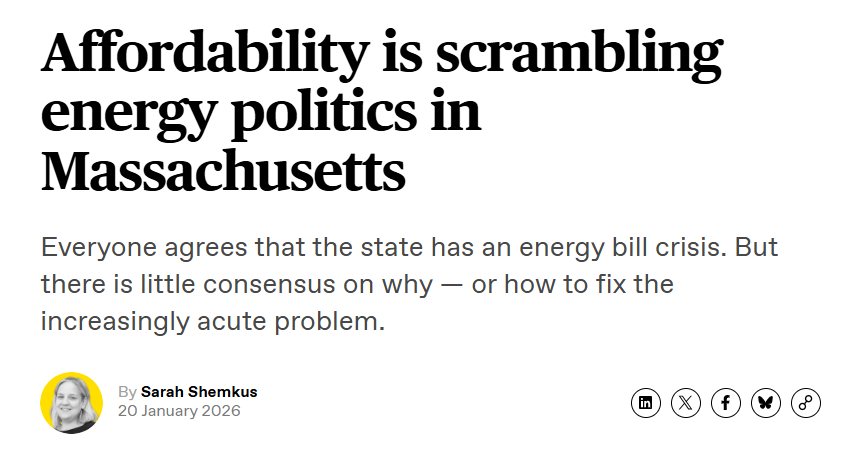 Affordability is scrambling
energy politics in
Massachusetts
Everyone agrees that the state has an energy bill crisis. But
there is little consensus on why — or how to fix the
increasingly acute problem.
By Sarah Shemkus
20 January 2026